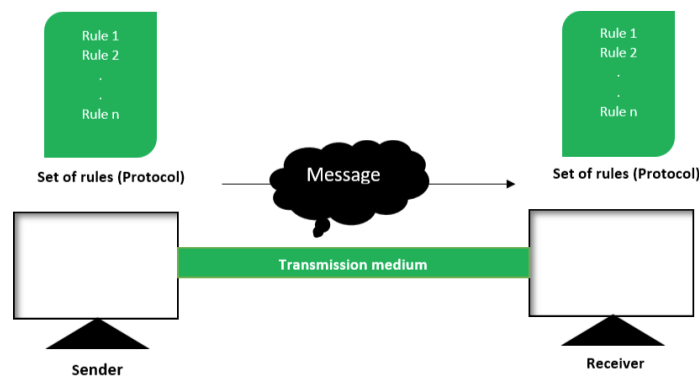 Rule 1
Rule 2
.
.
Rule n
Set of rules (Protocol)
Rule 1
Rule 2
.
.
Rule n
Set of rules (Protocol)
Message
Transmission medium
Sender
Receiver